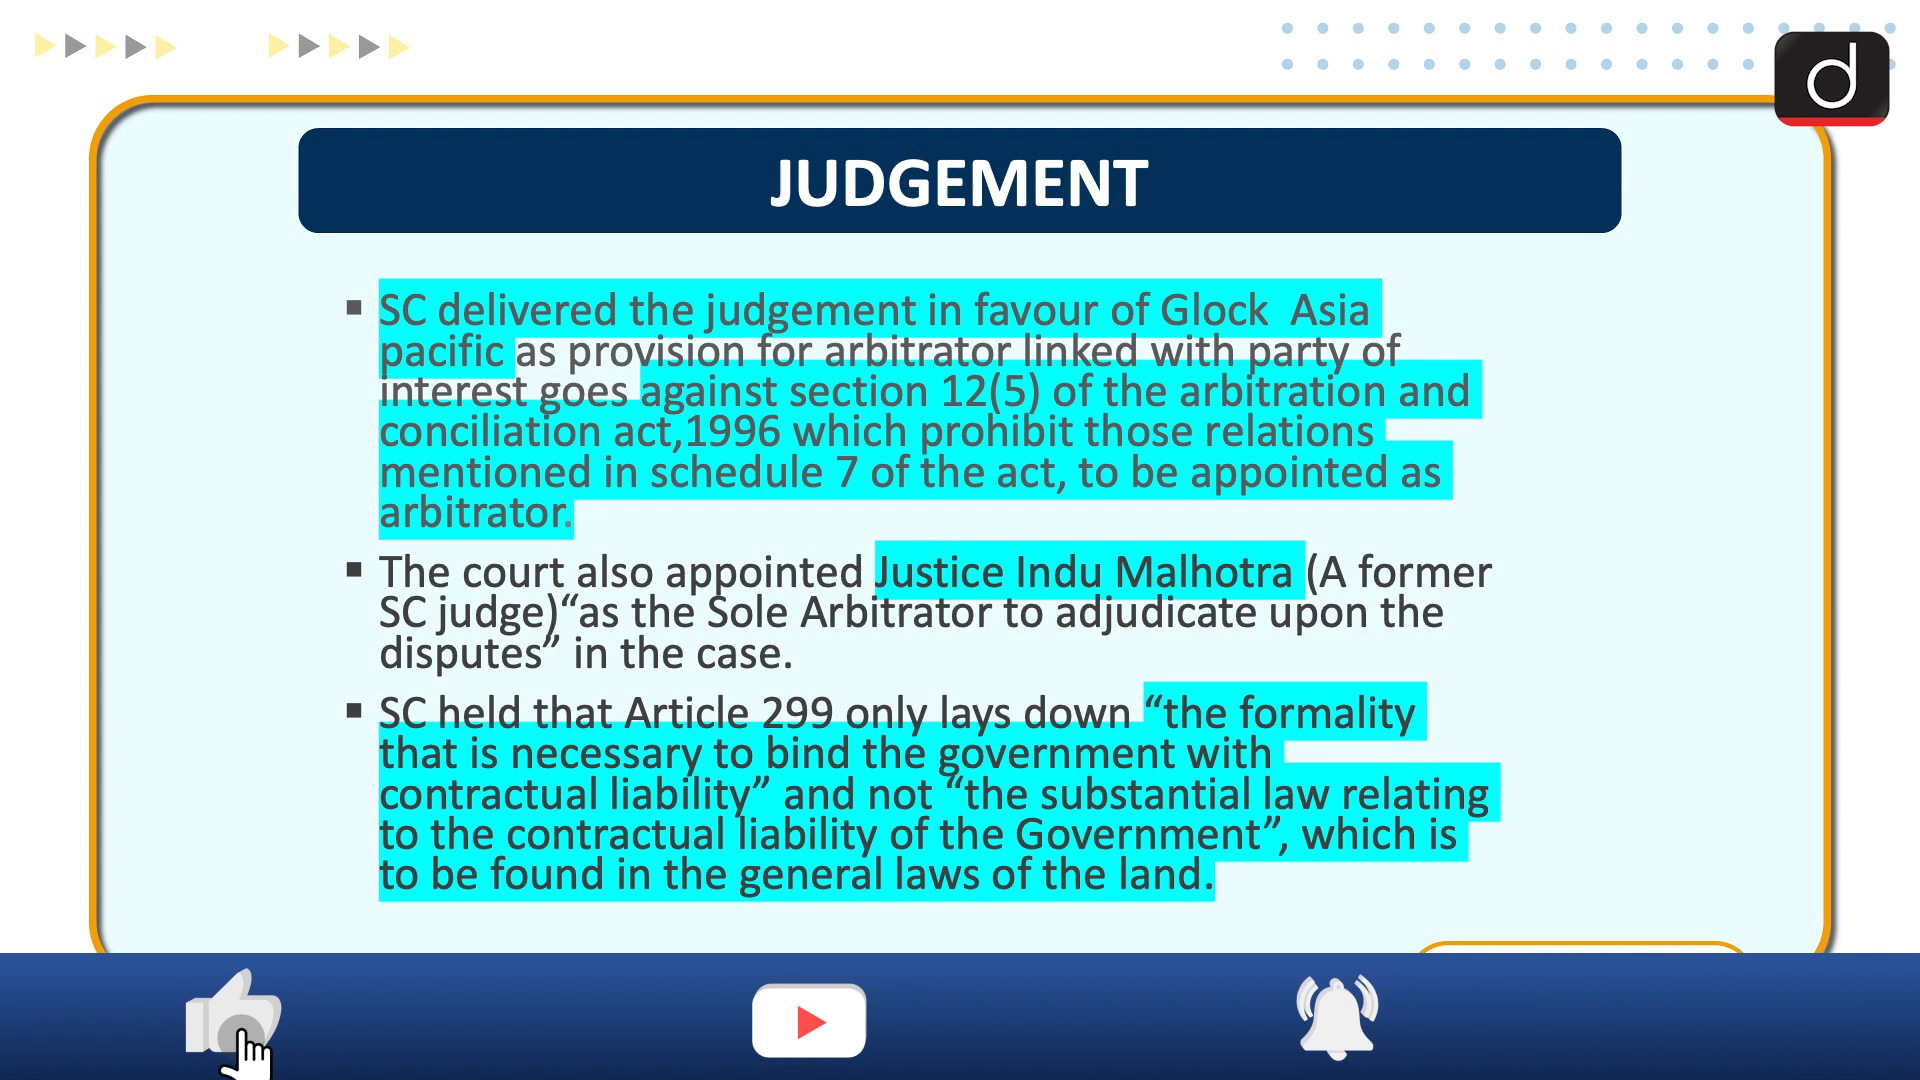 d
JUDGEMENT
▪ SC delivered the judgement in favour of Glock Asia
pacific as provision for arbitrator linked with party of
interest goes against section 12(5) of the arbitration and
conciliation act,1996 which prohibit those relations
mentioned in schedule 7 of the act, to be appointed as
arbitrator.
▪ The court also appointed Justice Indu Malhotra (A former
SC judge)“as the Sole Arbitrator to adjudicate upon the
disputes” in the case.
▪ SC held that Article 299 only lays down “the formality
that is necessary to bind the government with
contractual liability” and not “the substantial law relating
to the contractual liability of the Government”, which is
to be found in the general laws of the land.